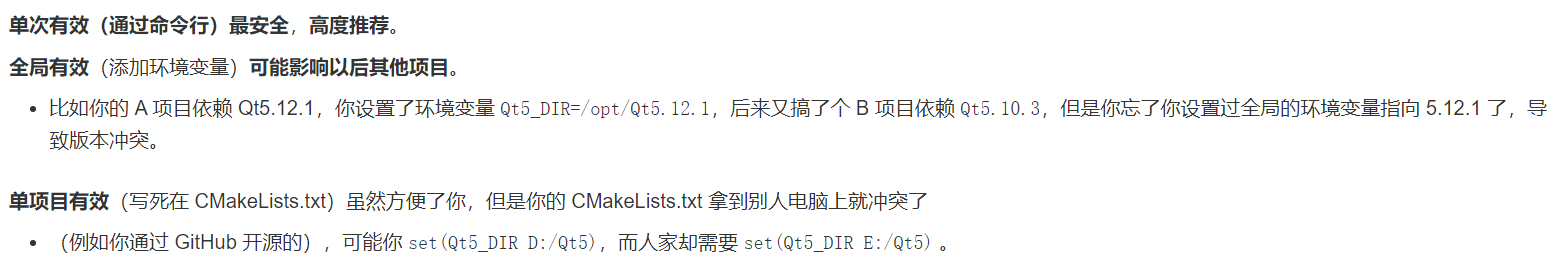 单次有效（通过命令行）最安全，高度推荐。
全局有效（添加环境变量）可能影响以后其他项目。
• 比如你的 A 项目依赖 Qt5.12.1，你设置了环境变量 Qt5_DIR=/opt/Qt5.12.1，后来又搞了个 B 项目依赖 Qt5.10.3，但是你忘了你设置过全局的环境变量指向 5.12.1 了，导
致版本冲突。
单项目有效（写死在 CMakeLists.txt）虽然方便了你，但是你的 CMakeLists.txt 拿到别人电脑上就冲突了
• （例如你通过 GitHub 开源的），可能你 set(Qt5_DIR D:/Qt5)，而人家却需要 set(Qt5_DIR E:/Qt5) 。